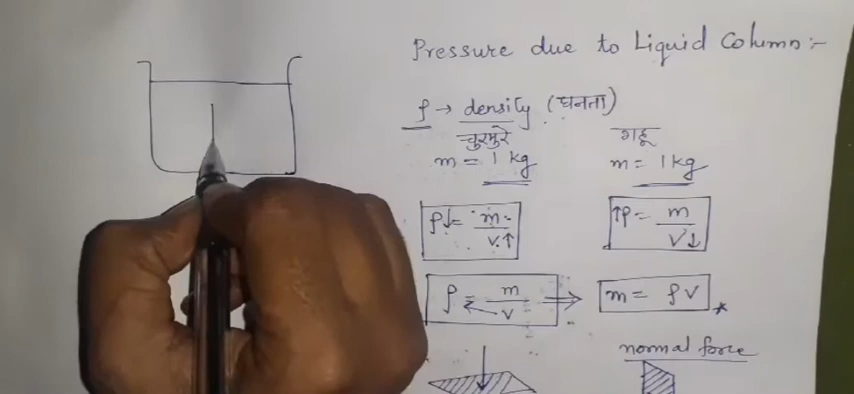 Pressure due to Liquid Column :-
ρ → density (घनता)
चुरमुरे
m = 1 kg
गहू
m = 1 kg
ρ↓ = m / V↑
↑ρ = m / V↓
ρ = m / V ⇒ m = ρV
normal force